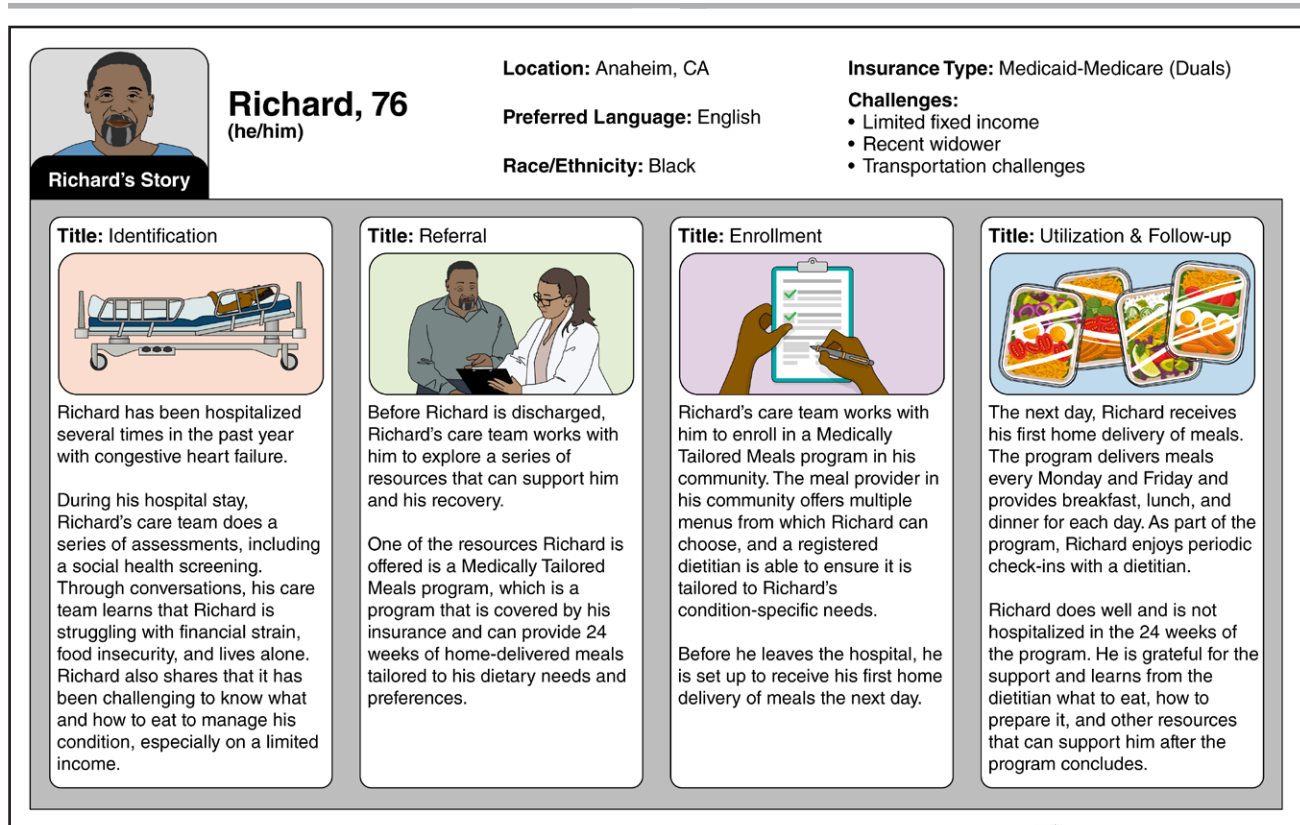 Richard's Story
Richard, 76
(he/him)
Location: Anaheim, CA
Preferred Language: English
Race/Ethnicity: Black
Insurance Type: Medicaid-Medicare (Duals)
Challenges:
• Limited fixed income
• Recent widower
• Transportation challenges
Title: Identification
Richard has been hospitalized
several times in the past year
with congestive heart failure.
During his hospital stay,
Richard's care team does a
series of assessments, including
a social health screening.
Through conversations, his care
team learns that Richard is
struggling with financial strain,
food insecurity, and lives alone.
Richard also shares that it has
been challenging to know what
and how to eat to manage his
condition, especially on a limited
income.
Title: Referral
Before Richard is discharged,
Richard's care team works with
him to explore a series of
resources that can support him
and his recovery.
One of the resources Richard is
offered is a Medically Tailored
Meals program, which is a
program that is covered by his
insurance and can provide 24
weeks of home-delivered meals
tailored to his dietary needs and
preferences.
Title: Enrollment
Richard's care team works with
him to enroll in a Medically
Tailored Meals program in his
community. The meal provider in
his community offers multiple
menus from which Richard can
choose, and a registered
dietitian is able to ensure it is
tailored to Richard's
condition-specific needs.
Before he leaves the hospital, he
is set up to receive his first home
delivery of meals the next day.
Title: Utilization & Follow-up
The next day, Richard receives
his first home delivery of meals.
The program delivers meals
every Monday and Friday and
provides breakfast, lunch, and
dinner for each day. As part of the
program, Richard enjoys periodic
check-ins with a dietitian.
Richard does well and is not
hospitalized in the 24 weeks of
the program. He is grateful for the
support and learns from the
dietitian what to eat, how to
prepare it, and other resources
that can support him after the
program concludes.